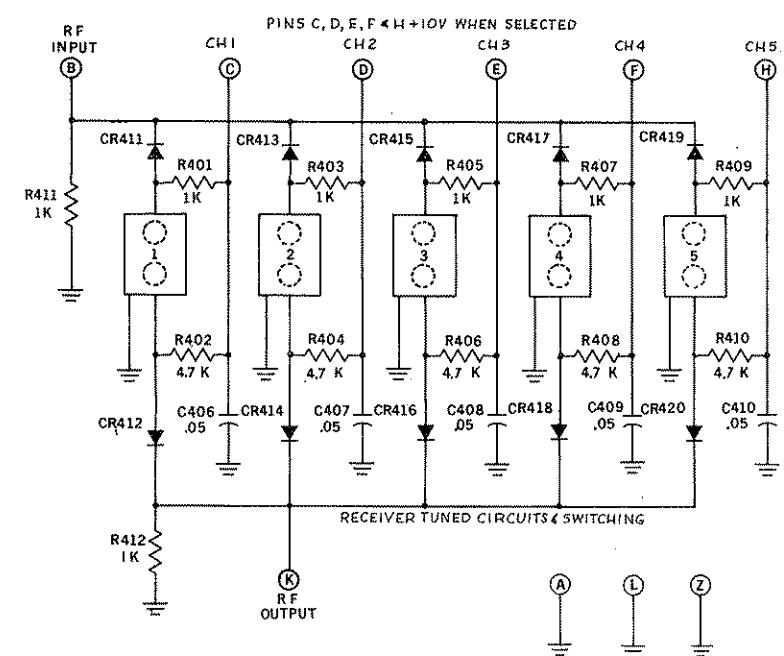 PINS C, D, E, F & H +10V WHEN SELECTED
RF
INPUT
CH1
CH2
CH3
CH4
CH5
B
C
D
E
F
H
CR411
CR413
CR415
CR417
CR419
R401
1K
R403
1K
R405
1K
R407
1K
R409
1K
R411
1K
1
2
3
4
5
R402
4.7 K
R404
4.7 K
R406
4.7 K
R408
4.7 K
R410
4.7 K
CR412
C406
.05
CR414
C407
.05
CR416
C408
.05
CR418
C409
.05
CR420
C410
.05
RECEIVER TUNED CIRCUITS & SWITCHING
R412
1K
K
RF
OUTPUT
A
L
Z